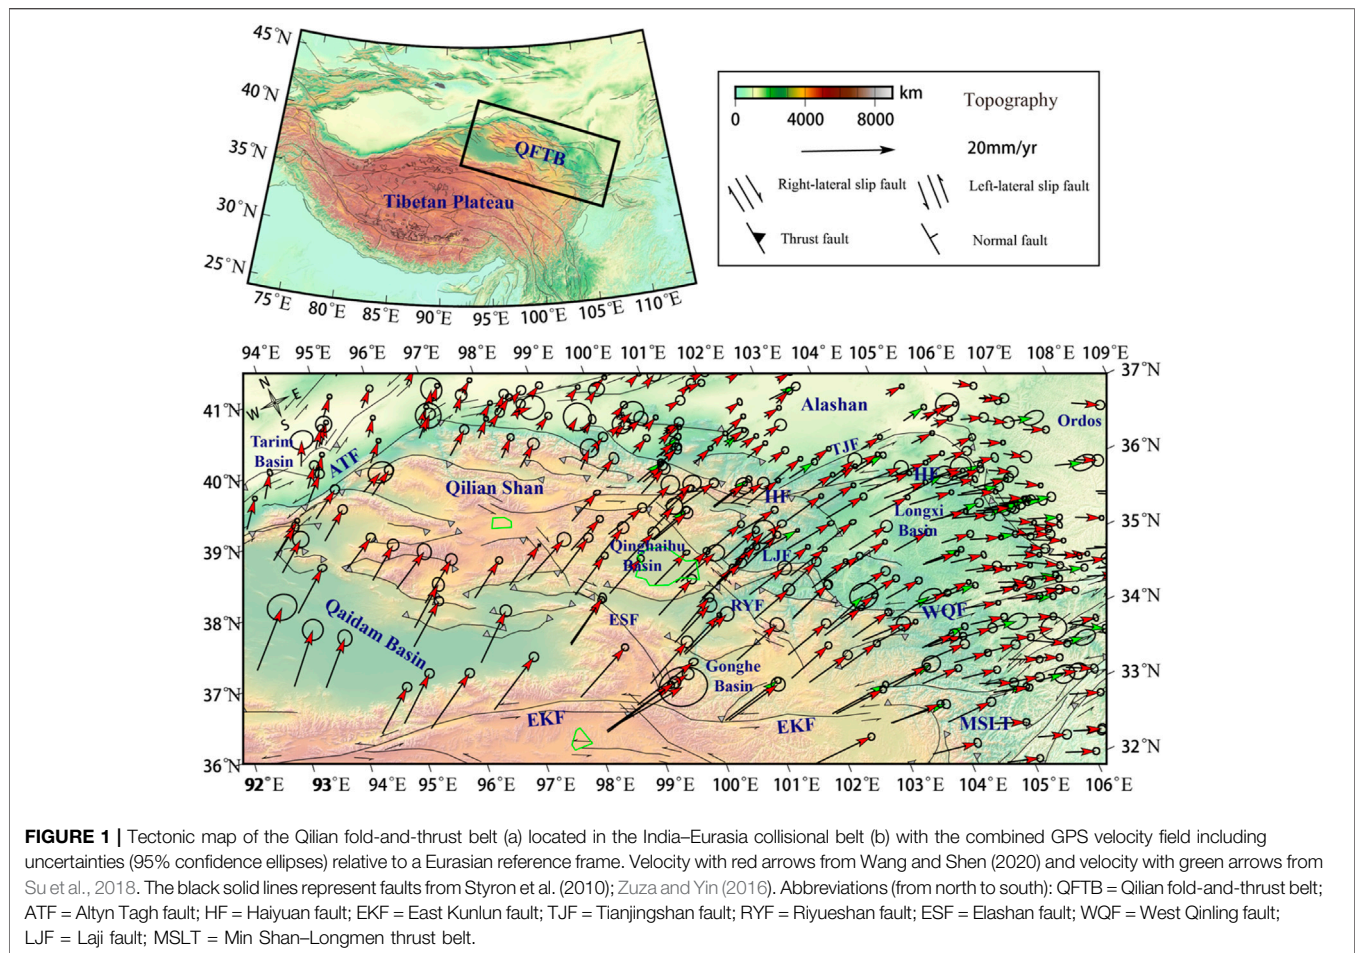 45°N
40°N
35°N
30°N
25°N
QFTB
Tibetan Plateau
75°E 80°E 85°E 90°E 95°E 100°E 105°E 110°E
km
Topography
0 4000 8000
20mm/yr
Right-lateral slip fault
Left-lateral slip fault
Thrust fault
Normal fault
94°E 95°E 96°E 97°E 98°E 99°E 100°E 101°E 102°E 103°E 104°E 105°E 106°E 107°E 108°E 109°E
37°N
N
W E
S
41°N
Alashan
Ordos
Tarim
Basin
ATF
TJF
36°N
40°N
Qilian Shan
HF
HF
Longxi
Basin
35°N
39°N
Qinghaihu
Basin
LJF
34°N
38°N
Qaidam Basin
ESF
RYF
WQF
Gonghe
Basin
33°N
37°N
EKF
EKF
MSLT
32°N
36°N
92°E 93°E 94°E 95°E 96°E 97°E 98°E 99°E 100°E 101°E 102°E 103°E 104°E 105°E 106°E
FIGURE 1 | Tectonic map of the Qilian fold-and-thrust belt (a) located in the India–Eurasia collisional belt (b) with the combined GPS velocity field including
uncertainties (95% confidence ellipses) relative to a Eurasian reference frame. Velocity with red arrows from Wang and Shen (2020) and velocity with green arrows from
Su et al., 2018. The black solid lines represent faults from Styron et al. (2010); Zuza and Yin (2016). Abbreviations (from north to south): QFTB = Qilian fold-and-thrust belt;
ATF = Altyn Tagh fault; HF = Haiyuan fault; EKF = East Kunlun fault; TJF = Tianjingshan fault; RYF = Riyueshan fault; ESF = Elashan fault; WQF = West Qinling fault;
LJF = Laji fault; MSLT = Min Shan–Longmen thrust belt.